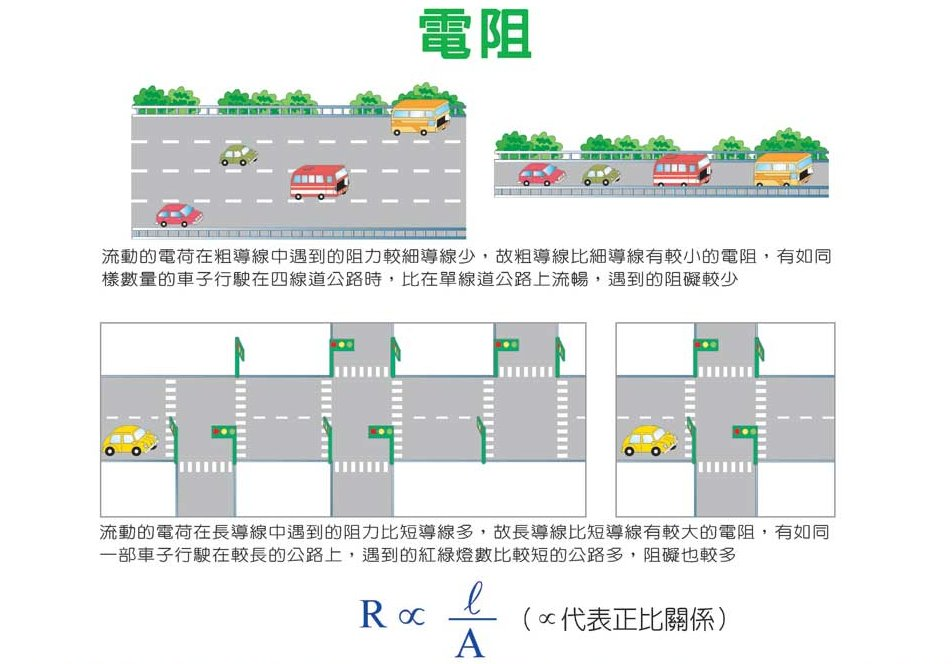 電阻
流動的電荷在粗導線中遇到的阻力較細導線少，故粗導線比細導線有較小的電阻，有如同
樣數量的車子行駛在四線道公路時，比在單線道公路上流暢，遇到的阻礙較少
流動的電荷在長導線中遇到的阻力比短導線多，故長導線比短導線有較大的電阻，有如同
一部車子行駛在較長的公路上，遇到的紅綠燈數比較短的公路多，阻礙也較多
R ∝ ℓ/A （∝代表正比關係）